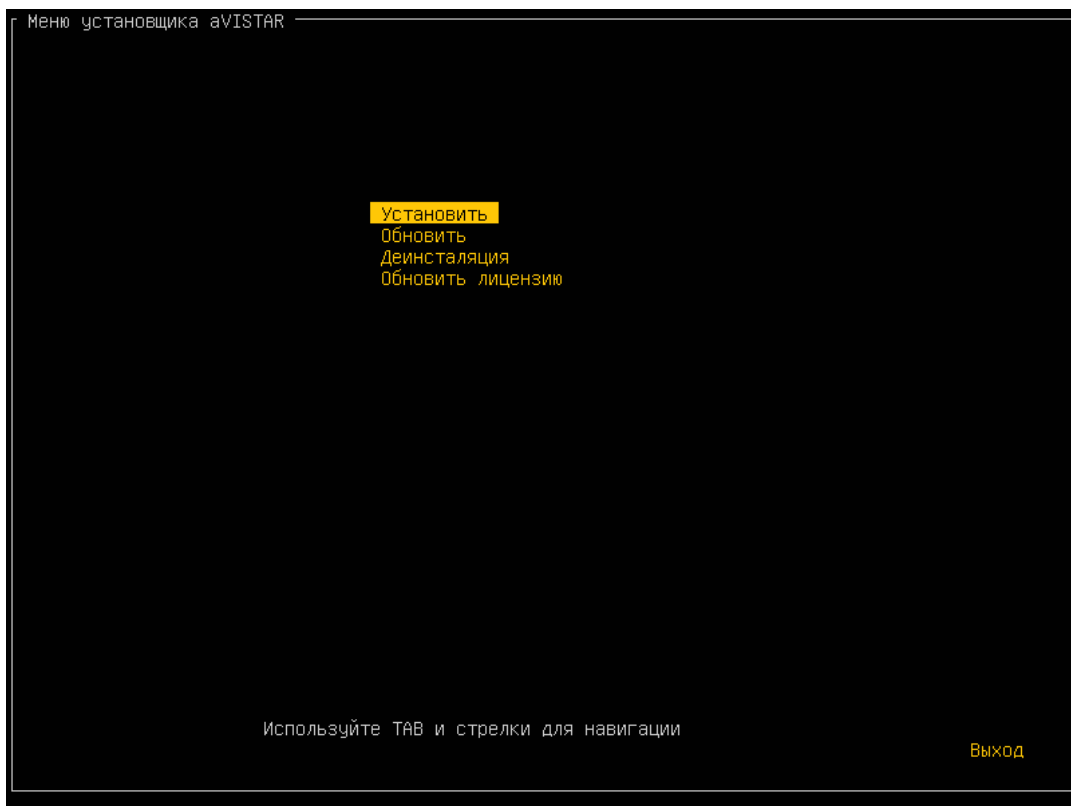 Меню установщика aVISTAR
Установить
Обновить
Деинсталяция
Обновить лицензию
Используйте TAB и стрелки для навигации
Выход